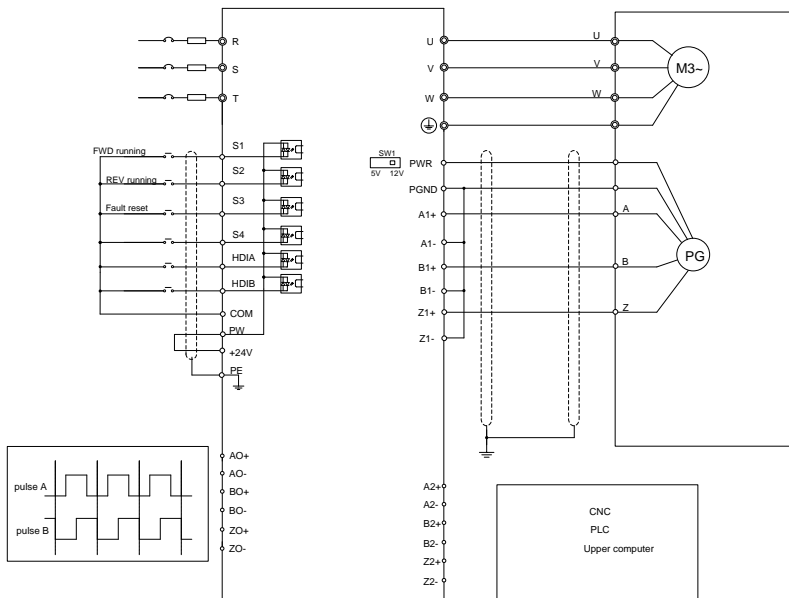 R
S
T
FWD running
REV running
Fault reset
S1
S2
S3
S4
HDIA
HDIB
COM
PW
+24V
PE
AO+
AO-
BO+
BO-
ZO+
ZO-
pulse A
pulse B
U
V
W
SW1
5V 12V
PWR
PGND
A1+
A1-
B1+
B1-
Z1+
Z1-
A2+
A2-
B2+
B2-
Z2+
Z2-
U
V
W
M3~
A
B
Z
PG
CNC
PLC
Upper computer